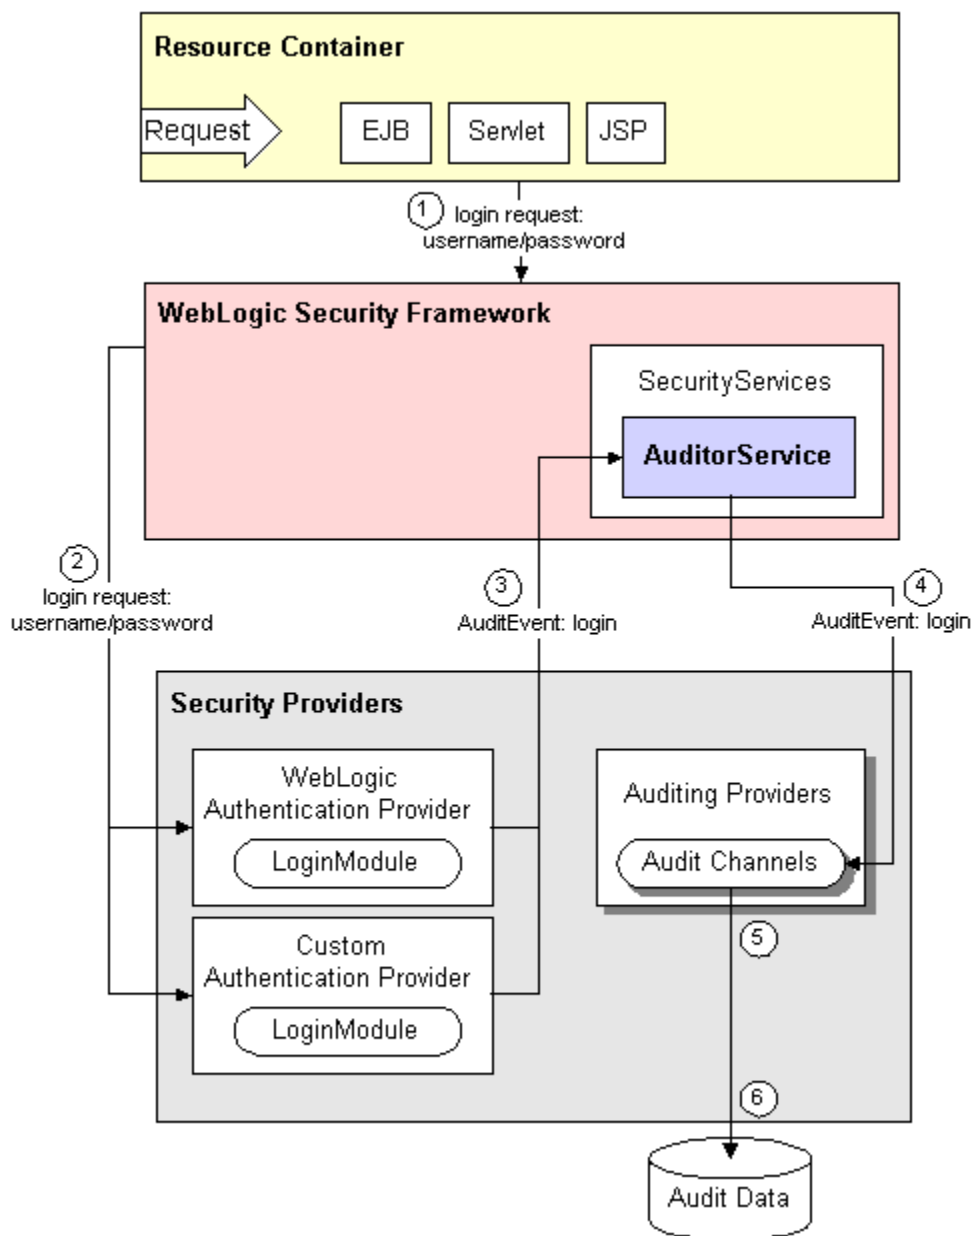 Resource Container
Request
EJB
Servlet
JSP
1
login request:
username/password
WebLogic Security Framework
SecurityServices
AuditorService
2
login request:
username/password
3
AuditEvent: login
4
AuditEvent: login
Security Providers
WebLogic
Authentication Provider
LoginModule
Auditing Providers
Audit Channels
Custom
Authentication Provider
LoginModule
5
6
Audit Data